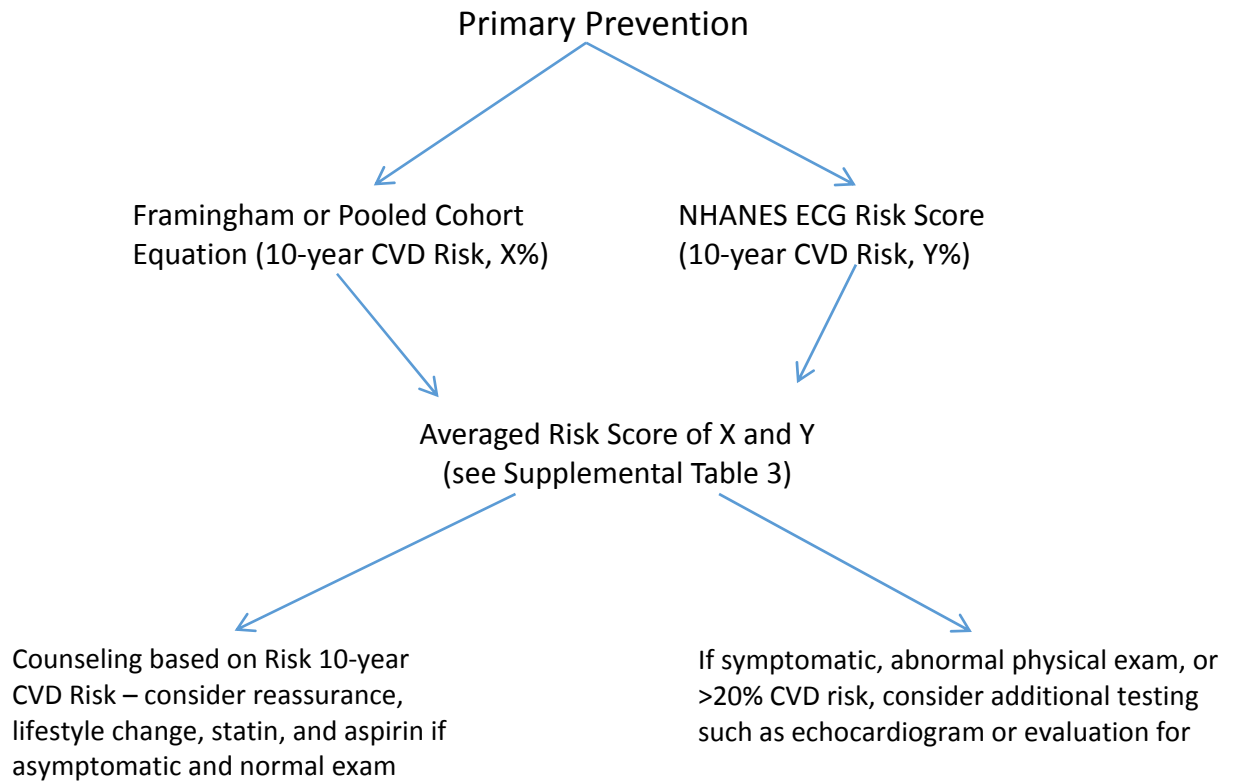 Primary Prevention
Framingham or Pooled Cohort
Equation (10-year CVD Risk, X%)
NHANES ECG Risk Score
(10-year CVD Risk, Y%)
Averaged Risk Score of X and Y
(see Supplemental Table 3)
Counseling based on Risk 10-year
CVD Risk – consider reassurance,
lifestyle change, statin, and aspirin if
asymptomatic and normal exam
If symptomatic, abnormal physical exam, or
>20% CVD risk, consider additional testing
such as echocardiogram or evaluation for